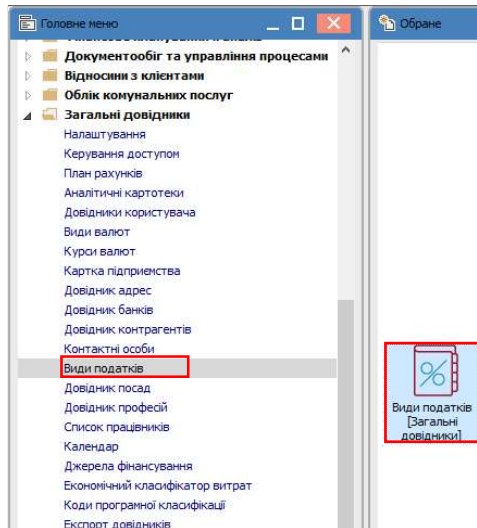 Головне меню
Документообіг та управління процесами
Відносини з клієнтами
Облік комунальних послуг
Загальні довідники
Налаштування
Керування доступом
План рахунків
Аналітичні картотеки
Довідники користувача
Види валют
Курси валют
Картка підприємства
Довідник адрес
Довідник банків
Довідник контрагентів
Контактні особи
Види податків
Довідник посад
Довідник професій
Список працівників
Календар
Джерела фінансування
Економічний класифікатор витрат
Коди програмної класифікації
Експорт довідників
Обране
Види податків
[Загальні
довідники]